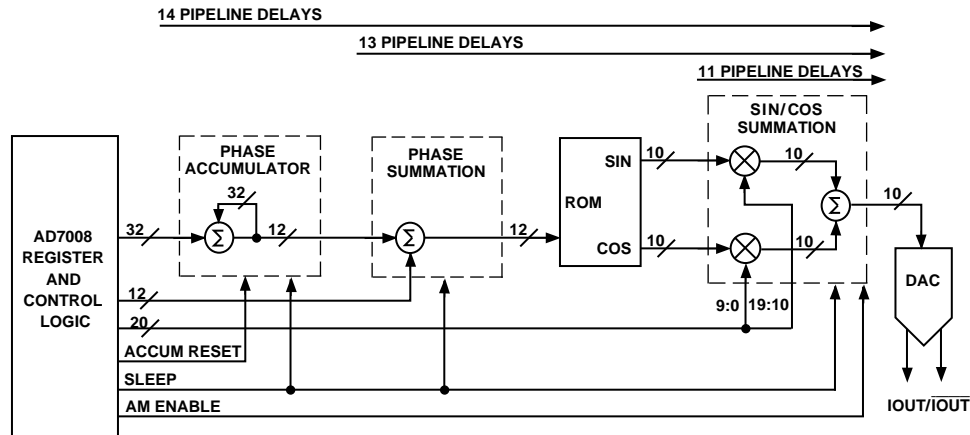 14 PIPELINE DELAYS
13 PIPELINE DELAYS
11 PIPELINE DELAYS
SIN/COS
SUMMATION
PHASE
ACCUMULATOR
PHASE
SUMMATION
AD7008
REGISTER
AND
CONTROL
LOGIC
32
32
Σ
12
Σ
12
ROM
SIN
COS
10
10
10
10
Σ
10
DAC
12
20
9:0
19:10
ACCUM RESET
SLEEP
AM ENABLE
IOUT/IOUT